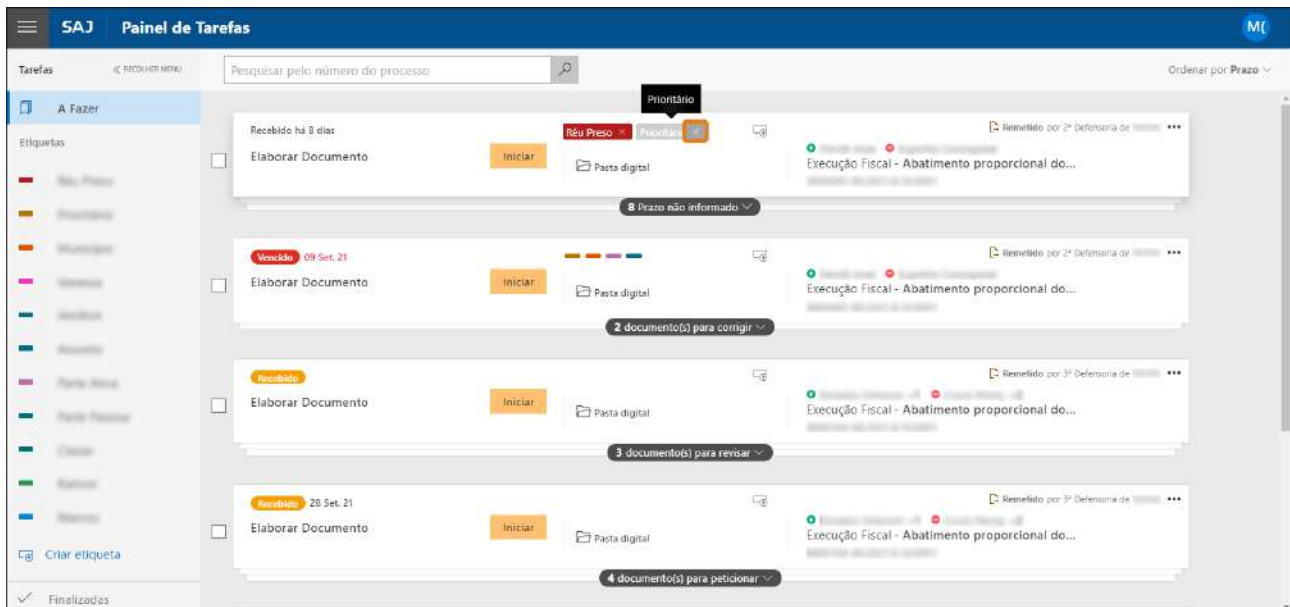 SAJ Painel de Tarefas
M(
Tarefas
RECOLHER MENU
Pesquisar pelo número do processo
Ordenar por Prazo
A Fazer
Etiquetas
Réu Preso
Prioritário
Criar etiqueta
Finalizadas
Prioritário
Recebido há 8 dias
Réu Preso ×
Prioritário ×
Remetido por 2ª Defensoria de
Elaborar Documento
Iniciar
Pasta digital
Execução Fiscal - Abatimento proporcional do...
8 Prazo não informado
Vencido 09 Set. 21
Remetido por 2ª Defensoria de
Elaborar Documento
Iniciar
Pasta digital
Execução Fiscal - Abatimento proporcional do...
2 documento(s) para corrigir
Recebido
Remetido por 3ª Defensoria de
Elaborar Documento
Iniciar
Pasta digital
Execução Fiscal - Abatimento proporcional do...
3 documento(s) para revisar
Recebido 28 Set. 21
Remetido por 3ª Defensoria de
Elaborar Documento
Iniciar
Pasta digital
Execução Fiscal - Abatimento proporcional do...
4 documento(s) para peticionar